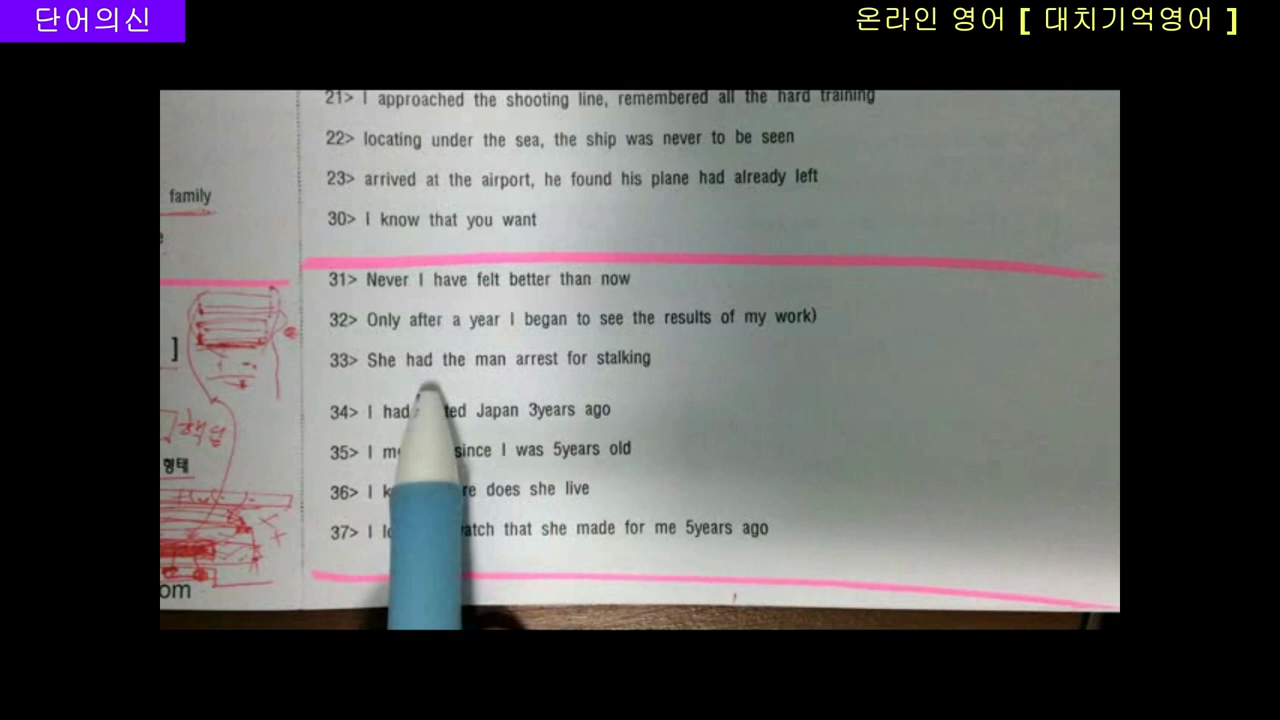 단어의신
온라인 영어 [ 대치기억영어 ]
21> I approached the shooting line, remembered all the hard training
22> locating under the sea, the ship was never to be seen
family
23> arrived at the airport, he found his plane had already left
30> I know that you want
31> Never I have felt better than now
32> Only after a year I began to see the results of my work)
]
33> She had the man arrest for stalking
34> I had Japan 3years ago
35> I since I was 5years old
형태
36> I does she live
37> I that she made for me 5years ago
om